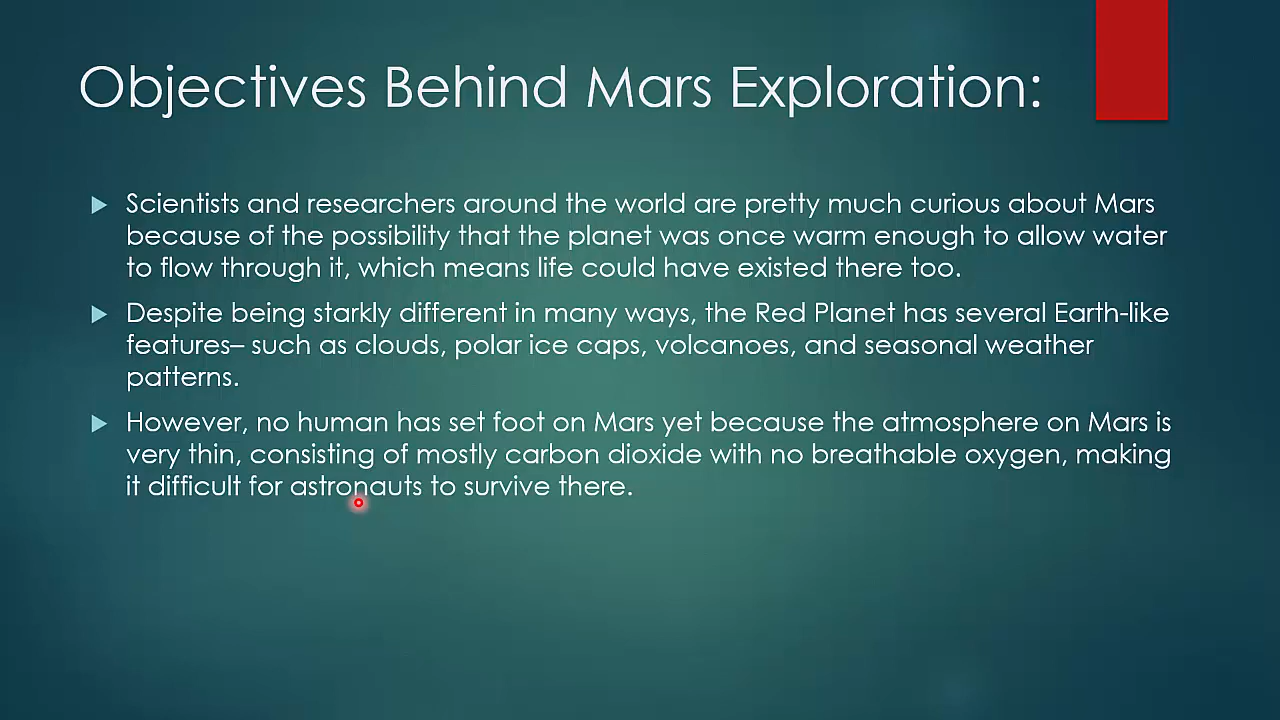 Objectives Behind Mars Exploration:
Scientists and researchers around the world are pretty much curious about Mars
because of the possibility that the planet was once warm enough to allow water
to flow through it, which means life could have existed there too.
Despite being starkly different in many ways, the Red Planet has several Earth-like
features– such as clouds, polar ice caps, volcanoes, and seasonal weather
patterns.
However, no human has set foot on Mars yet because the atmosphere on Mars is
very thin, consisting of mostly carbon dioxide with no breathable oxygen, making
it difficult for astronauts to survive there.